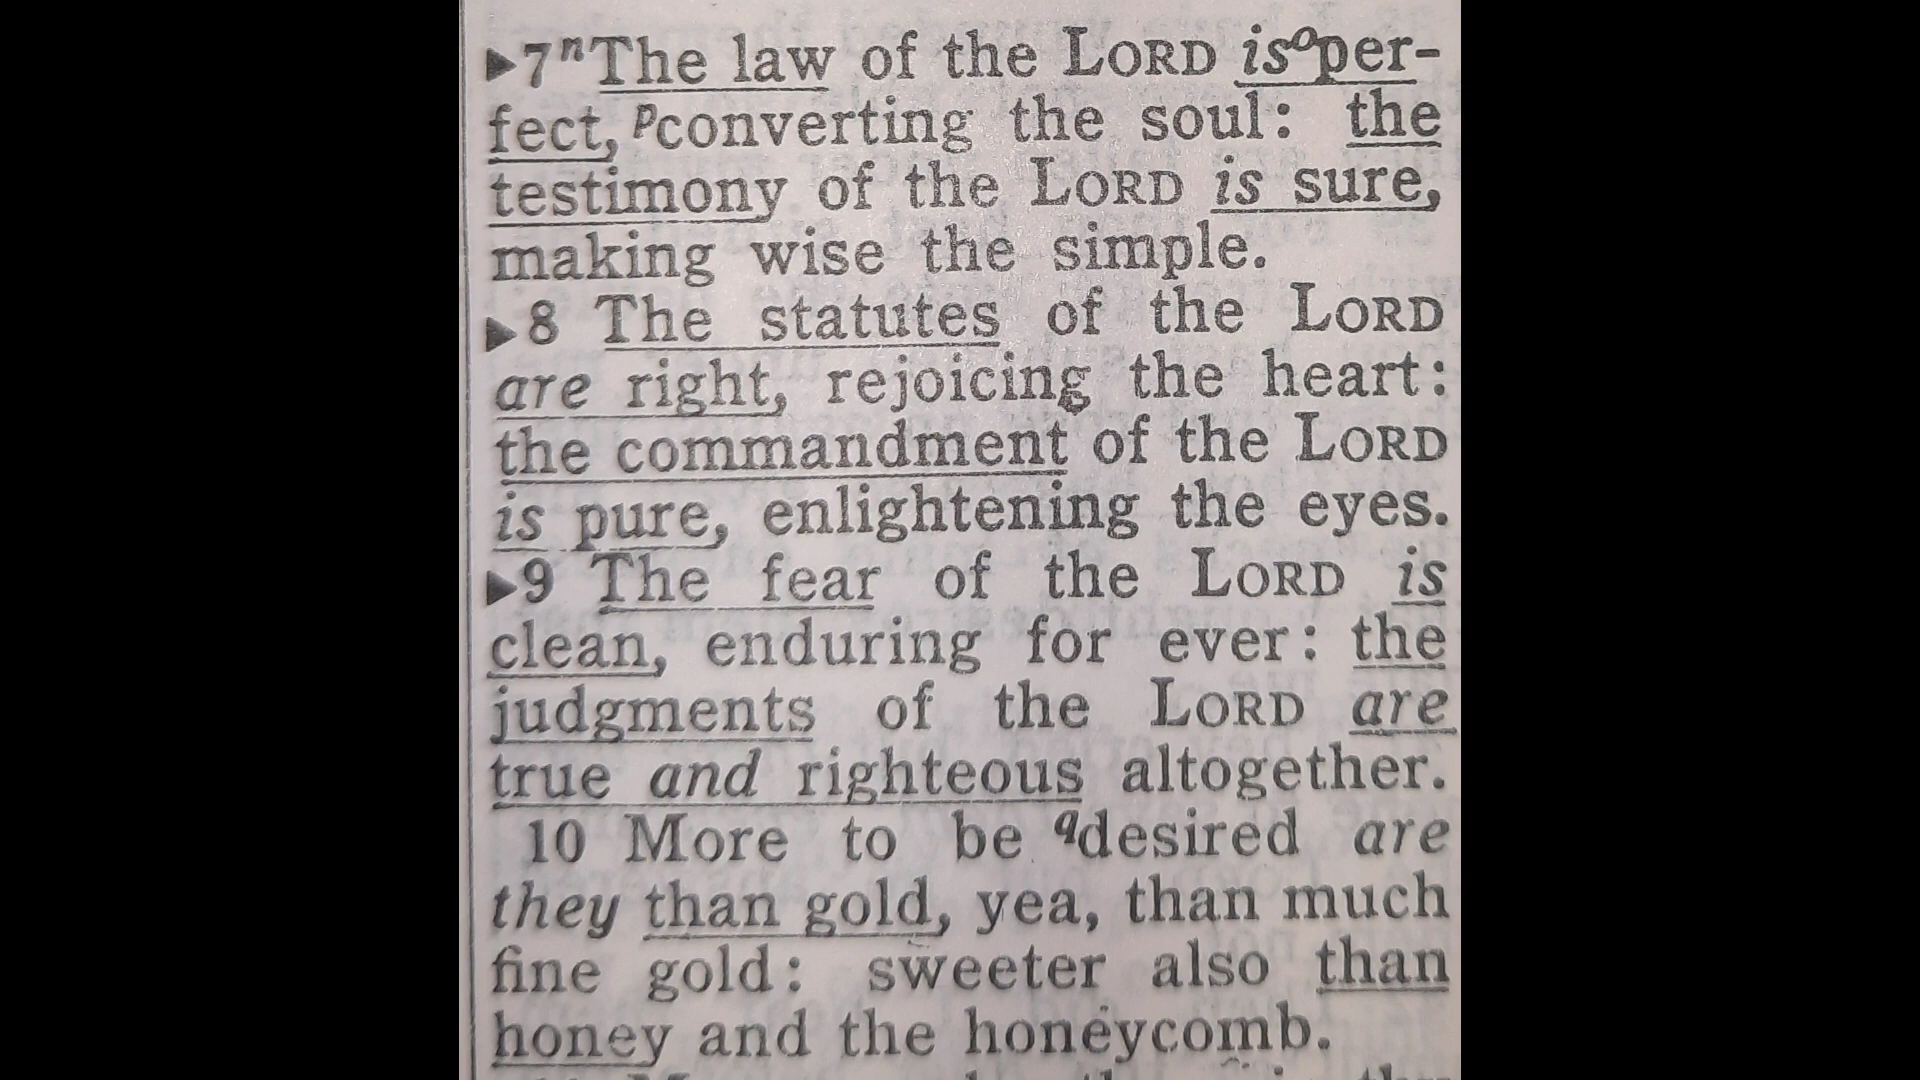 ▶7 ⁿThe law of the LORD is ᵒper-
fect, ᵖconverting the soul: the
testimony of the LORD is sure,
making wise the simple.
▶8 The statutes of the LORD
are right, rejoicing the heart:
the commandment of the LORD
is pure, enlightening the eyes.
▶9 The fear of the LORD is
clean, enduring for ever: the
judgments of the LORD are
true and righteous altogether.
10 More to be qdesired are
they than gold, yea, than much
fine gold: sweeter also than
honey and the honeycomb.